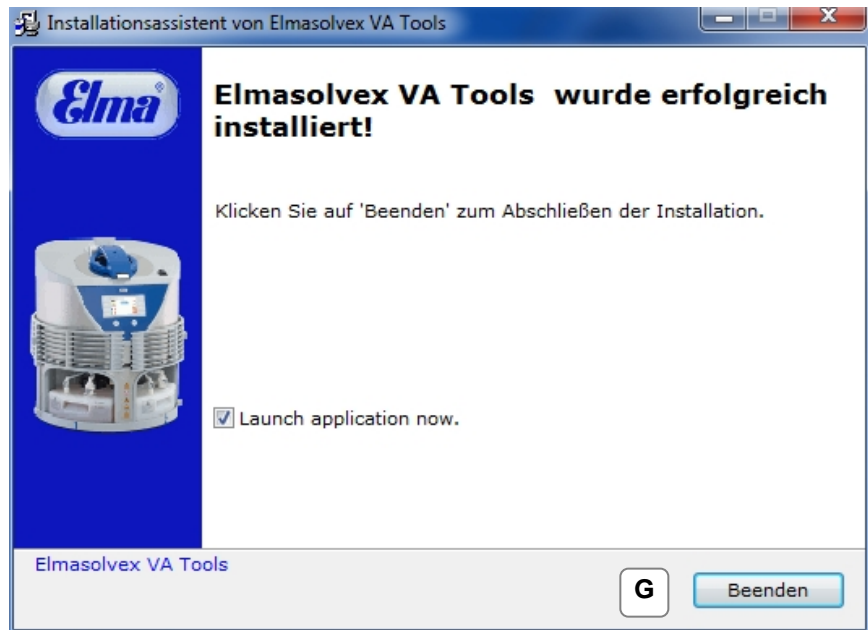 Installationsassistent von Elmasolvex VA Tools
Elma®
Elmasolvex VA Tools wurde erfolgreich
installiert!
Klicken Sie auf 'Beenden' zum Abschließen der Installation.
Launch application now.
Elmasolvex VA Tools
G
Beenden